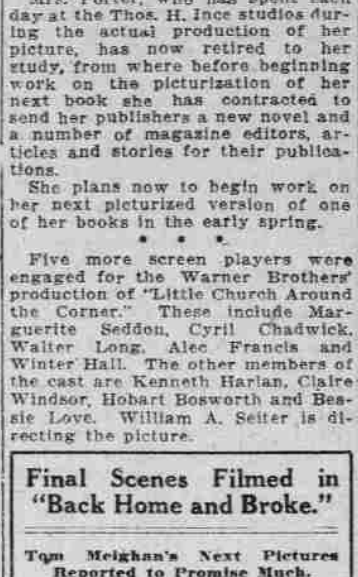 Mrs. Porter, who has spent each
day at the Thos. H. Ince studios dur-
ing the actual production of her
picture, has now retired to her
study, from where before beginning
work on the picturization of her
next book she has contracted to
send her publishers a new novel and
a number of magazine editors, ar-
ticles and stories for their publica-
tions.
She plans now to begin work on
her next picturized version of one
of her books in the early spring.
* * *
Five more screen players were
engaged for the Warner Brothers'
production of "Little Church Around
the Corner." These include Mar-
guerite Seddon, Cyril Chadwick,
Walter Long, Alec Francis and
Winter Hall. The other members of
the cast are Kenneth Harlan, Claire
Windsor, Hobart Bosworth and Bes-
sie Love. William A. Seiter is di-
recting the picture.
Final Scenes Filmed in
"Back Home and Broke."
Tom Meighan's Next Pictures
Reported to Promise Much.